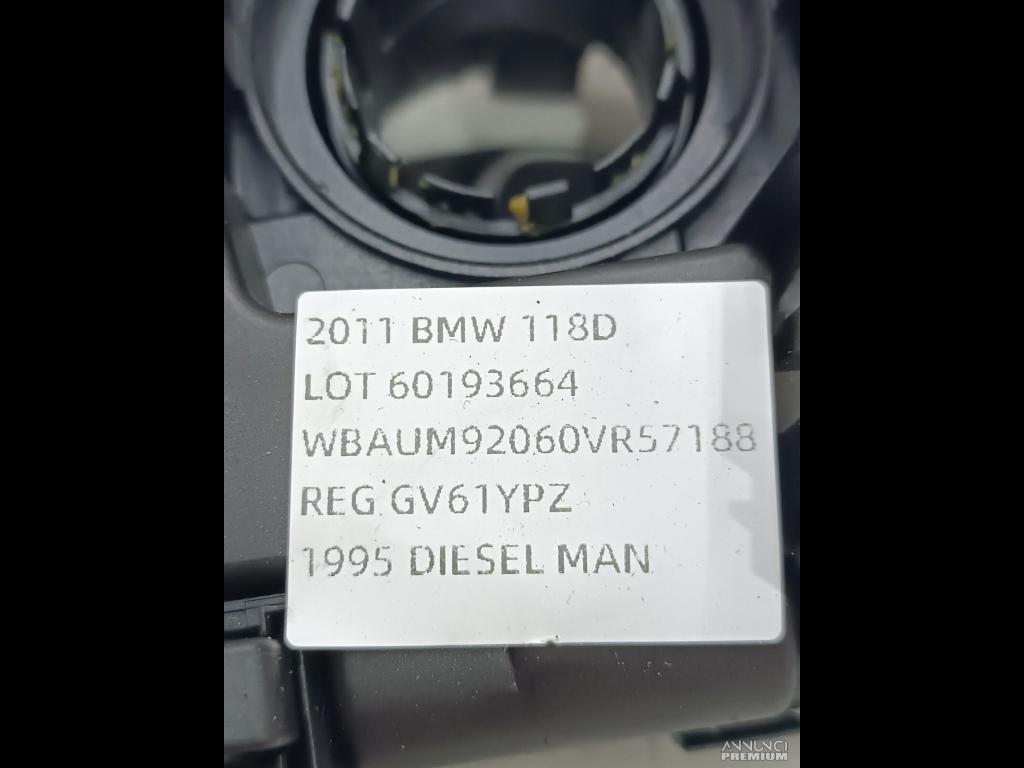 2011 BMW 118D
LOT 60193664
WBAUM92060VR57188
REG GV61YPZ
1995 DIESEL MAN
ANNUNCI
PREMIUM